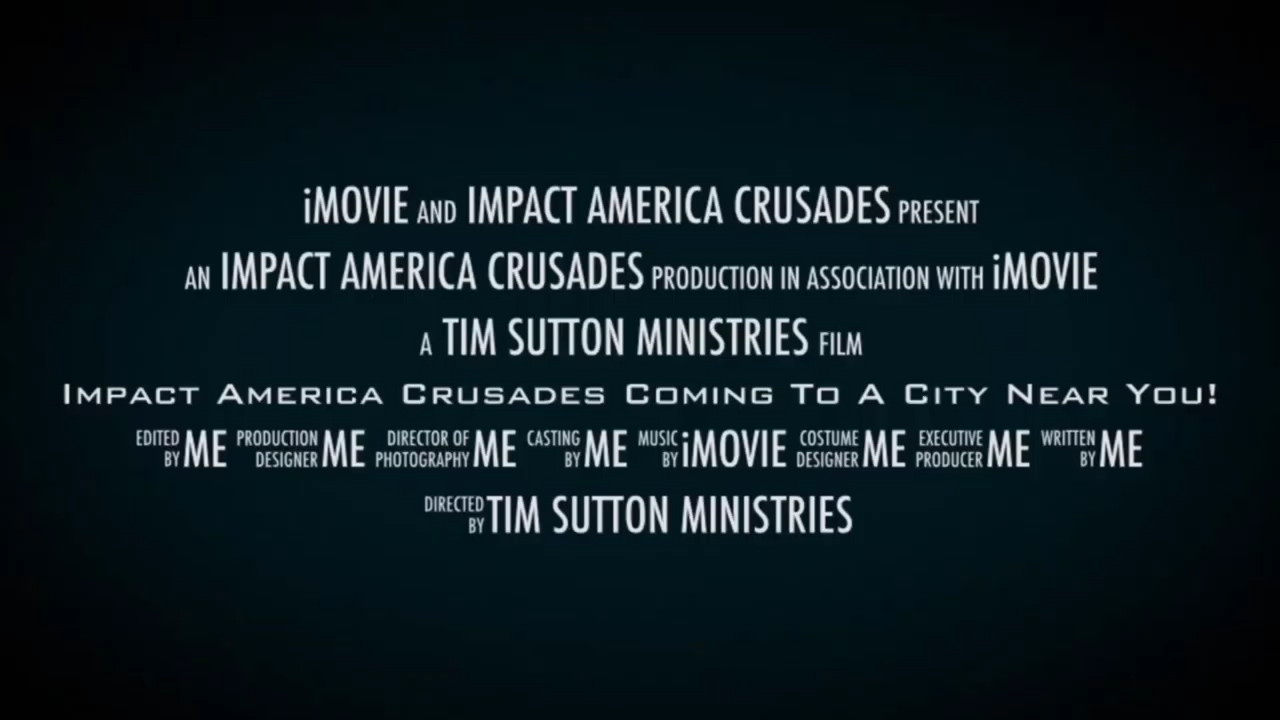 iMOVIE AND IMPACT AMERICA CRUSADES PRESENT
AN IMPACT AMERICA CRUSADES PRODUCTION IN ASSOCIATION WITH iMOVIE
A TIM SUTTON MINISTRIES FILM
IMPACT AMERICA CRUSADES COMING TO A CITY NEAR YOU!
EDITED BY ME PRODUCTION DESIGNER ME DIRECTOR OF PHOTOGRAPHY ME CASTING BY ME MUSIC BY iMOVIE COSTUME DESIGNER ME EXECUTIVE PRODUCER ME WRITTEN BY ME
DIRECTED BY TIM SUTTON MINISTRIES